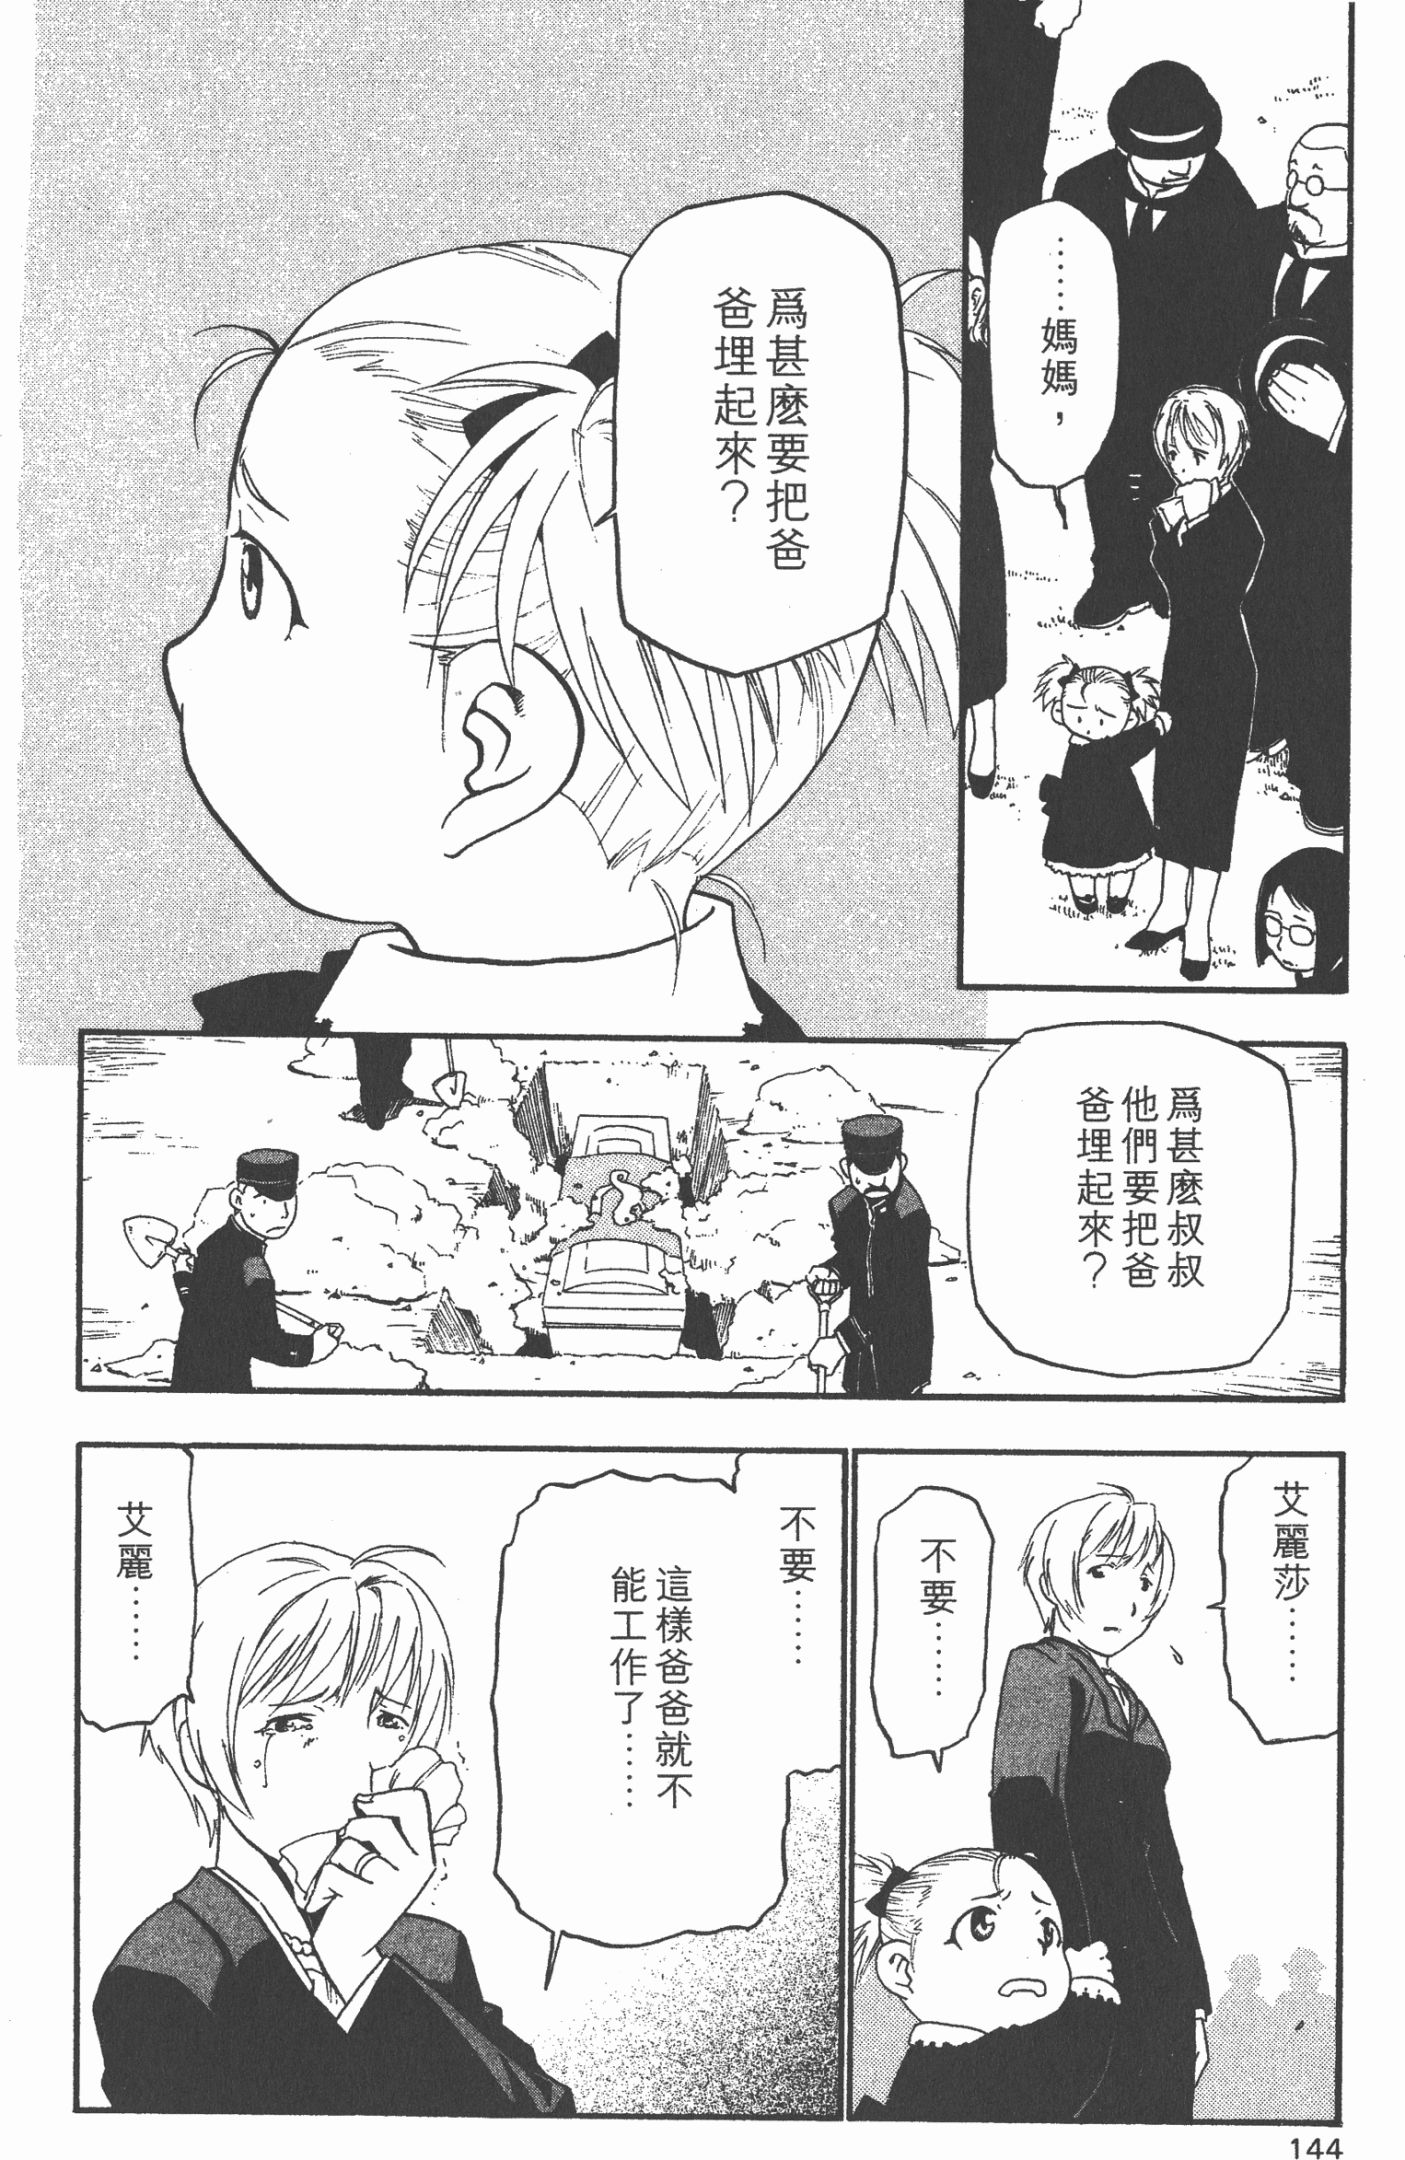 ……媽媽，
爲甚麽要把爸
爸埋起來？
爲甚麽叔叔
他們要把爸
爸埋起來？
艾麗莎……
不要……
不要……
這樣爸爸就不
能工作了……
艾麗……
144